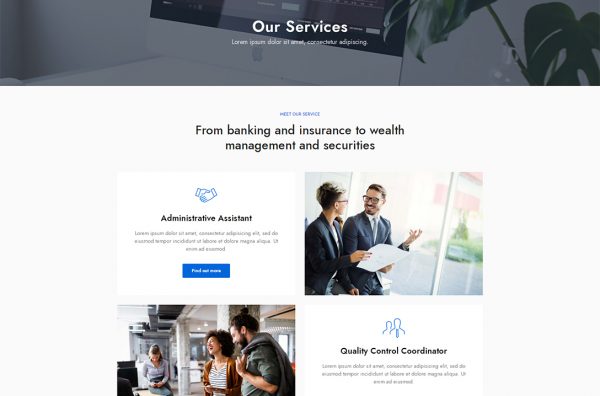 Our Services
Lorem ipsum dolor sit amet, consectetur adipiscing.
MEET OUR SERVICE
From banking and insurance to wealth
management and securities
Administrative Assistant
Lorem ipsum dolor sit amet, consectetur adipiscing elit, sed do
eiusmod tempor incididunt ut labore et dolore magna aliqua. Ut
enim ad eiusmod
Find out more
Quality Control Coordinator
Lorem ipsum dolor sit amet, consectetur adipiscing elit, sed do
eiusmod tempor incididunt ut labore et dolore magna aliqua. Ut
enim ad eiusmod